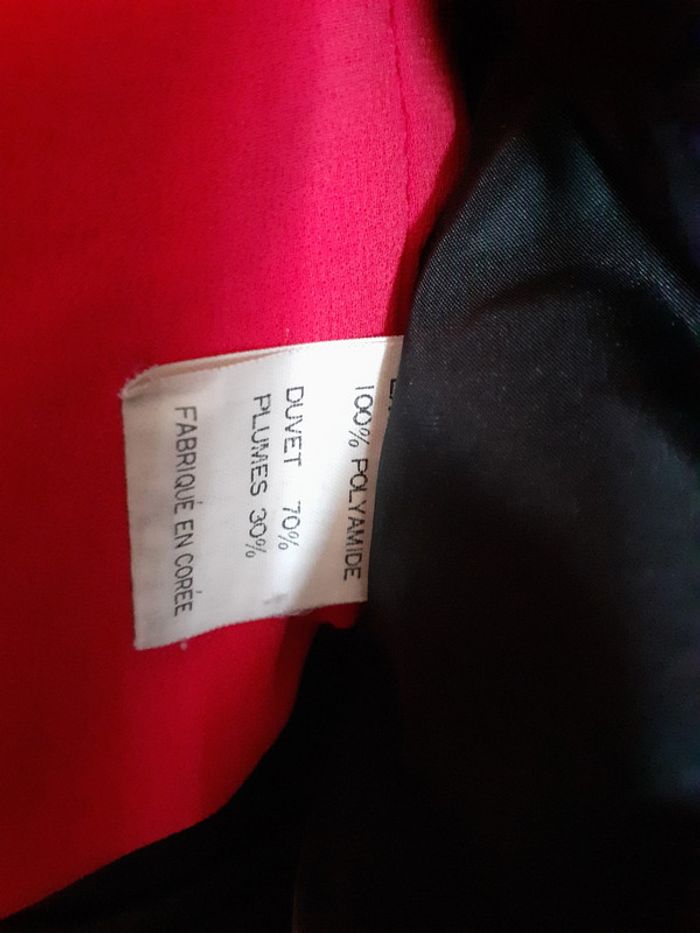 100% POLYAMIDE
DUVET 70%
PLUMES 30%
FABRIQUÉ EN CORÉE